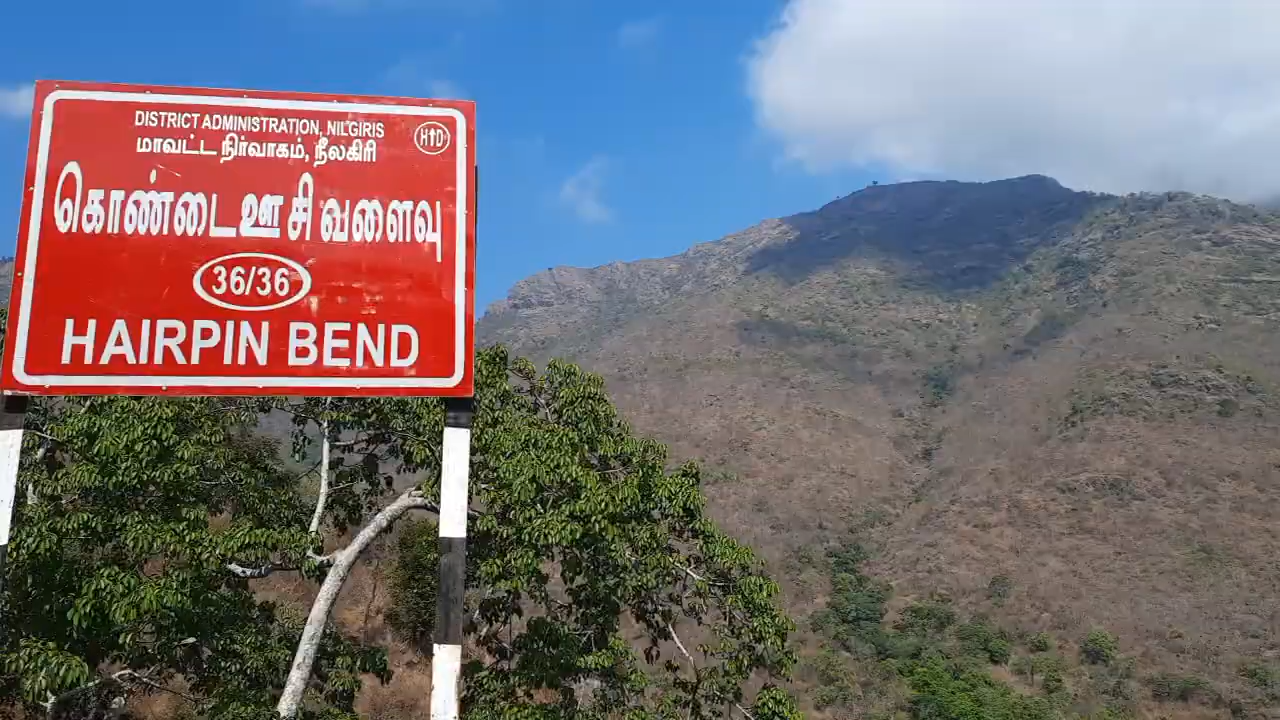 DISTRICT ADMINISTRATION, NILGIRIS
மாவட்ட நிர்வாகம், நீலகிரி
HTD
கொண்டை ஊசி வளைவு
36/36
HAIRPIN BEND